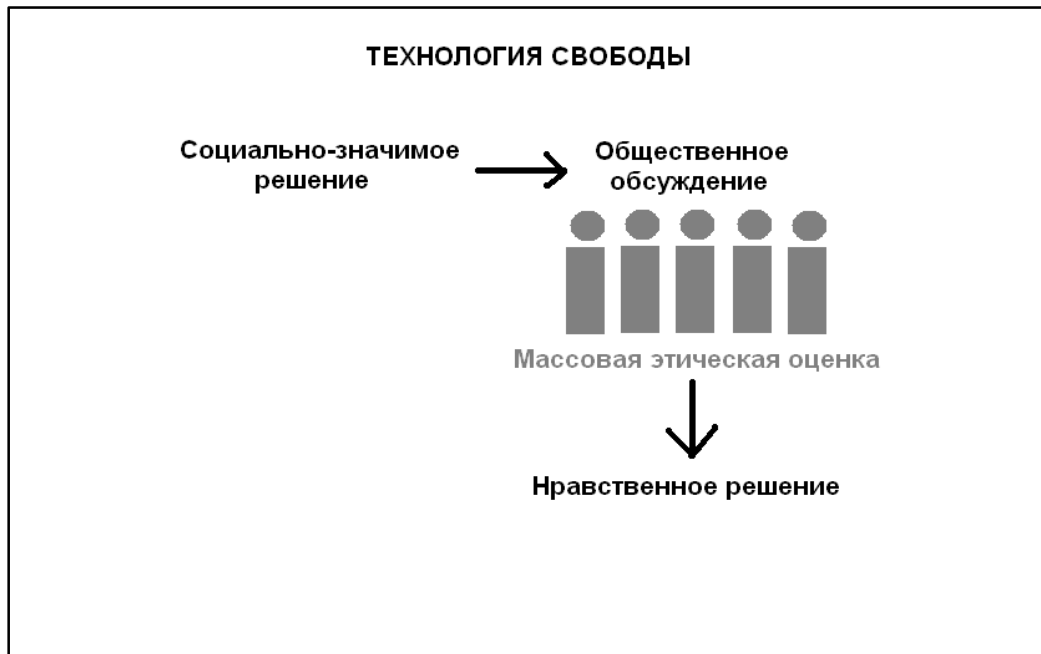 ТЕХНОЛОГИЯ СВОБОДЫ
Социально-значимое
решение
Общественное
обсуждение
Массовая этическая оценка
Нравственное решение